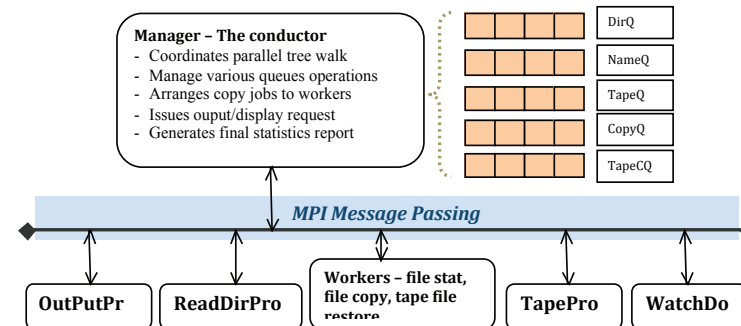 Manager – The conductor
- Coordinates parallel tree walk
- Manage various queues operations
- Arranges copy jobs to workers
- Issues ouput/display request
- Generates final statistics report
DirQ
NameQ
TapeQ
CopyQ
TapeCQ
MPI Message Passing
OutPutPr
ReadDirPro
Workers – file stat,
file copy, tape file
restore
TapePro
WatchDo